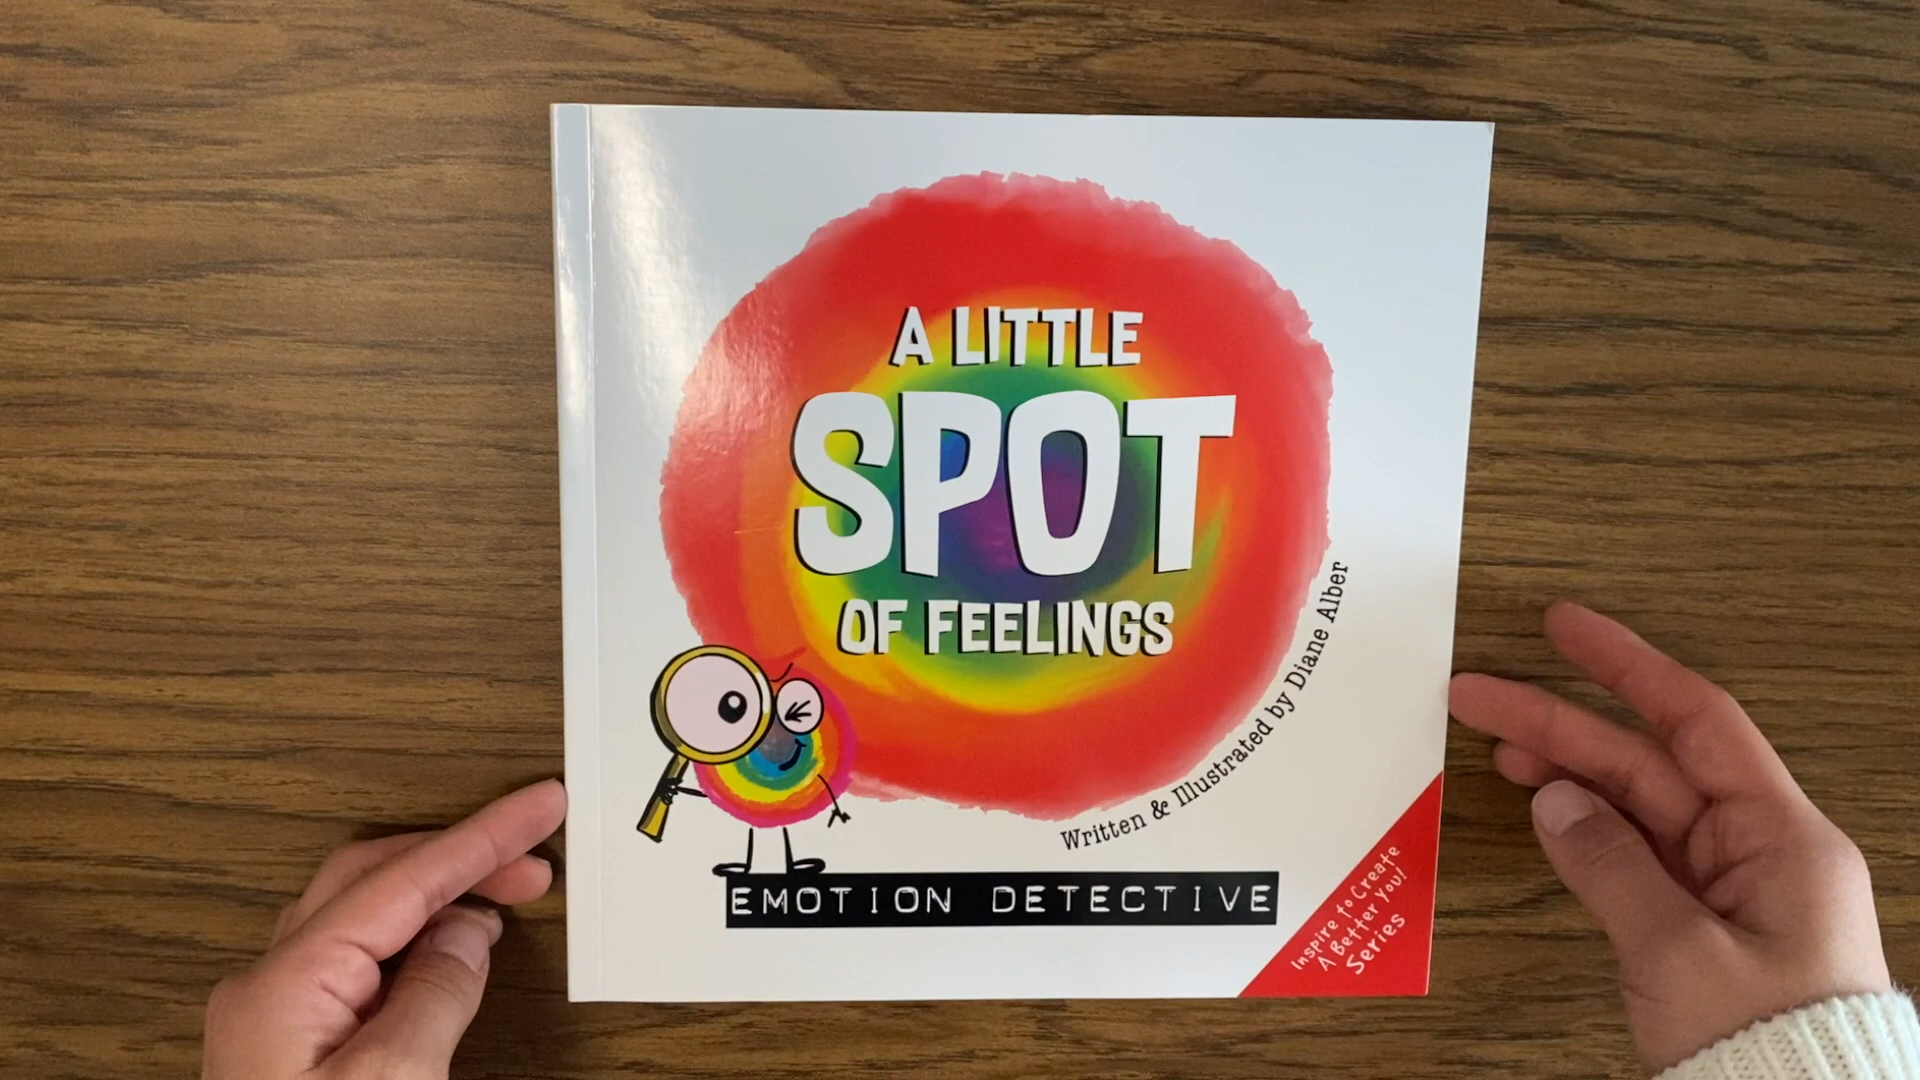 A LITTLE
SPOT
OF FEELINGS
Written & Illustrated by Diane Alber
EMOTION DETECTIVE
Inspire to Create
A Better You!
Series